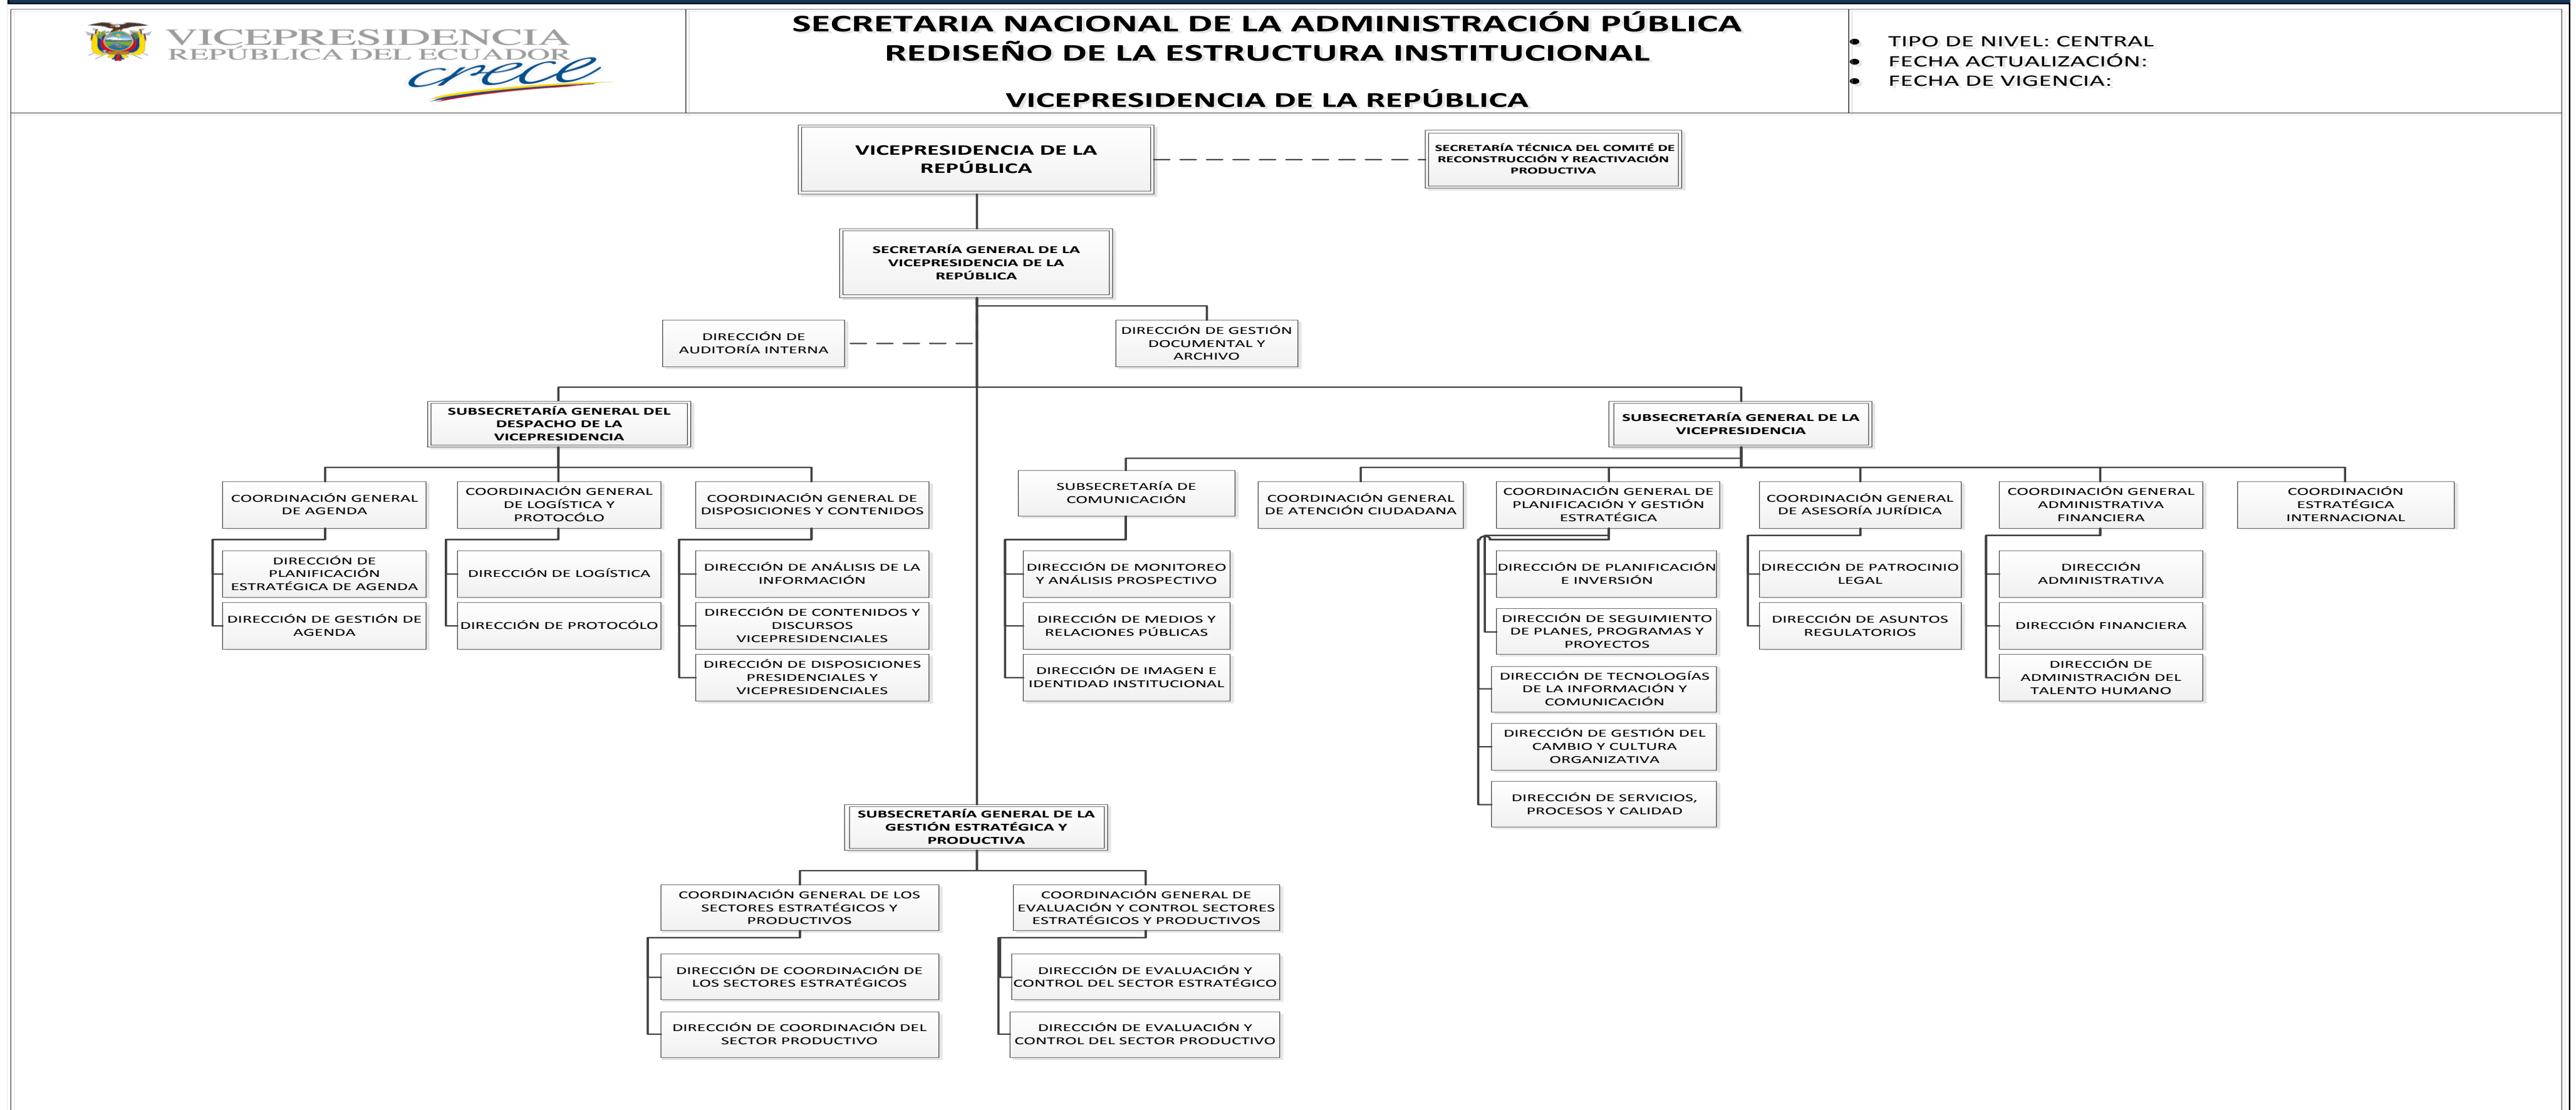 VICEPRESIDENCIA
REPÚBLICA DEL ECUADOR
crece
SECRETARIA NACIONAL DE LA ADMINISTRACIÓN PÚBLICA
REDISEÑO DE LA ESTRUCTURA INSTITUCIONAL
VICEPRESIDENCIA DE LA REPÚBLICA
• TIPO DE NIVEL: CENTRAL
• FECHA ACTUALIZACIÓN:
• FECHA DE VIGENCIA:
VICEPRESIDENCIA DE LA
REPÚBLICA
SECRETARÍA TÉCNICA DEL COMITÉ DE
RECONSTRUCCIÓN Y REACTIVACIÓN
PRODUCTIVA
SECRETARÍA GENERAL DE LA
VICEPRESIDENCIA DE LA
REPÚBLICA
DIRECCIÓN DE
AUDITORÍA INTERNA
DIRECCIÓN DE GESTIÓN
DOCUMENTAL Y
ARCHIVO
SUBSECRETARÍA GENERAL DEL
DESPACHO DE LA
VICEPRESIDENCIA
SUBSECRETARÍA GENERAL DE LA
VICEPRESIDENCIA
COORDINACIÓN GENERAL
DE AGENDA
COORDINACIÓN GENERAL
DE LOGÍSTICA Y
PROTOCÓLO
COORDINACIÓN GENERAL DE
DISPOSICIONES Y CONTENIDOS
SUBSECRETARÍA DE
COMUNICACIÓN
COORDINACIÓN GENERAL
DE ATENCIÓN CIUDADANA
COORDINACIÓN GENERAL DE
PLANIFICACIÓN Y GESTIÓN
ESTRATÉGICA
COORDINACIÓN GENERAL
DE ASESORÍA JURÍDICA
COORDINACIÓN GENERAL
ADMINISTRATIVA
FINANCIERA
COORDINACIÓN
ESTRATÉGICA
INTERNACIONAL
DIRECCIÓN DE
PLANIFICACIÓN
ESTRATÉGICA DE AGENDA
DIRECCIÓN DE GESTIÓN DE
AGENDA
DIRECCIÓN DE LOGÍSTICA
DIRECCIÓN DE PROTOCÓLO
DIRECCIÓN DE ANÁLISIS DE LA
INFORMACIÓN
DIRECCIÓN DE CONTENIDOS Y
DISCURSOS
VICEPRESIDENCIALES
DIRECCIÓN DE DISPOSICIONES
PRESIDENCIALES Y
VICEPRESIDENCIALES
DIRECCIÓN DE MONITOREO
Y ANÁLISIS PROSPECTIVO
DIRECCIÓN DE MEDIOS Y
RELACIONES PÚBLICAS
DIRECCIÓN DE IMAGEN E
IDENTIDAD INSTITUCIONAL
DIRECCIÓN DE PLANIFICACIÓN
E INVERSIÓN
DIRECCIÓN DE SEGUIMIENTO
DE PLANES, PROGRAMAS Y
PROYECTOS
DIRECCIÓN DE TECNOLOGÍAS
DE LA INFORMACIÓN Y
COMUNICACIÓN
DIRECCIÓN DE GESTIÓN DEL
CAMBIO Y CULTURA
ORGANIZATIVA
DIRECCIÓN DE SERVICIOS,
PROCESOS Y CALIDAD
DIRECCIÓN DE PATROCINIO
LEGAL
DIRECCIÓN DE ASUNTOS
REGULATORIOS
DIRECCIÓN
ADMINISTRATIVA
DIRECCIÓN FINANCIERA
DIRECCIÓN DE
ADMINISTRACIÓN DEL
TALENTO HUMANO
SUBSECRETARÍA GENERAL DE LA
GESTIÓN ESTRATÉGICA Y
PRODUCTIVA
COORDINACIÓN GENERAL DE LOS
SECTORES ESTRATÉGICOS Y
PRODUCTIVOS
COORDINACIÓN GENERAL DE
EVALUACIÓN Y CONTROL SECTORES
ESTRATÉGICOS Y PRODUCTIVOS
DIRECCIÓN DE COORDINACIÓN DE
LOS SECTORES ESTRATÉGICOS
DIRECCIÓN DE COORDINACIÓN DEL
SECTOR PRODUCTIVO
DIRECCIÓN DE EVALUACIÓN Y
CONTROL DEL SECTOR ESTRATÉGICO
DIRECCIÓN DE EVALUACIÓN Y
CONTROL DEL SECTOR PRODUCTIVO